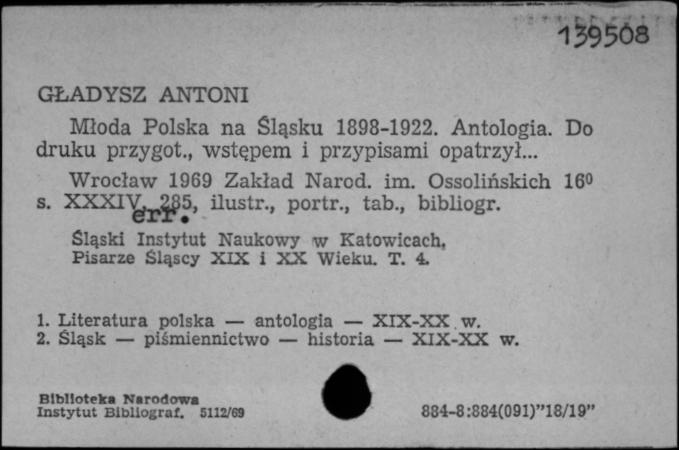 139508
GŁADYSZ ANTONI
Młoda Polska na Śląsku 1898-1922. Antologia. Do
druku przygot., wstępem i przypisami opatrzył...
Wrocław 1969 Zakład Narod. im. Ossolińskich 16⁰
s. XXXIV, 285, ilustr., portr., tab., bibliogr.
err.
Śląski Instytut Naukowy w Katowicach,
Pisarze Śląscy XIX i XX Wieku. T. 4.
1. Literatura polska — antologia — XIX-XX w.
2. Śląsk — piśmiennictwo — historia — XIX-XX w.
Biblioteka Narodowa
Instytut Bibliograf. 5112/69
884-8:884(091)”18/19”